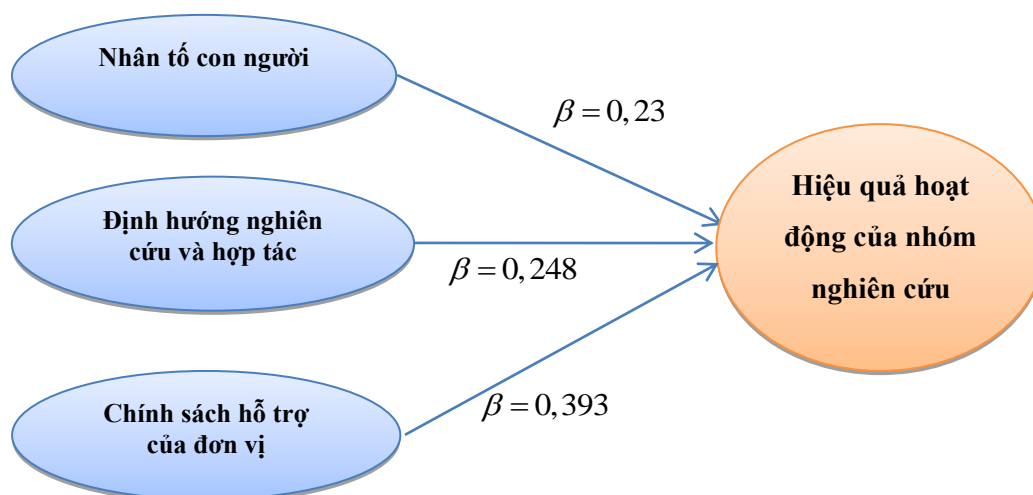 Nhân tố con người
β = 0, 23
Hiệu quả hoạt
động của nhóm
nghiên cứu
Định hướng nghiên
cứu và hợp tác
β = 0, 248
Chính sách hỗ trợ
của đơn vị
β = 0, 393